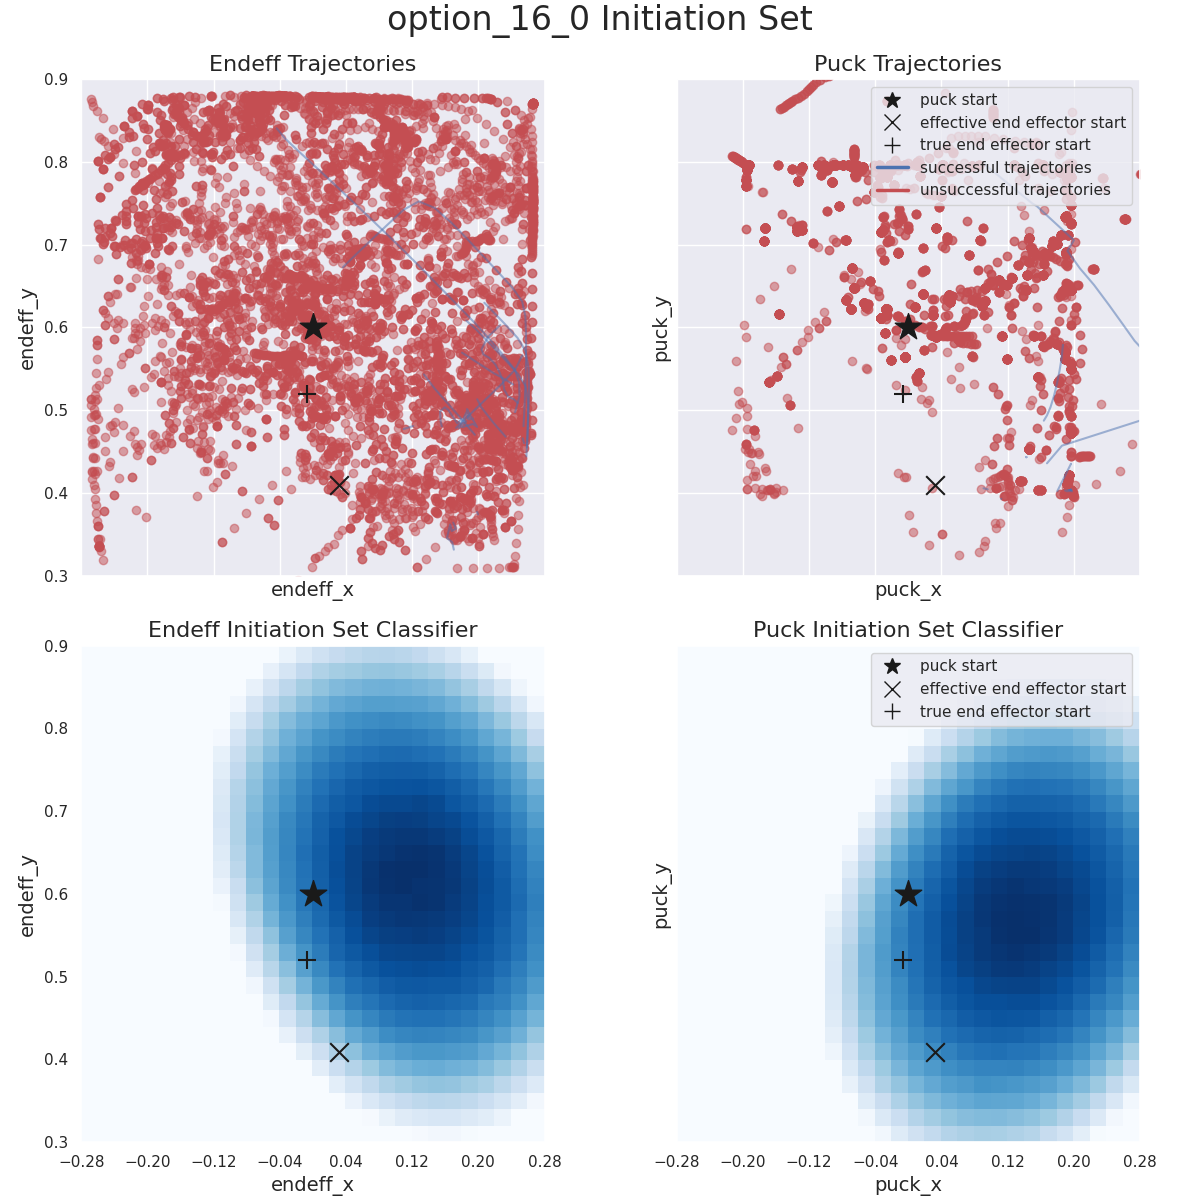 option_16_0 Initiation Set
Endeff Trajectories
Puck Trajectories
0.9
0.8
0.7
0.6
0.5
0.4
0.3
endeff_y
endeff_x
puck_y
puck_x
puck start
effective end effector start
true end effector start
successful trajectories
unsuccessful trajectories
Endeff Initiation Set Classifier
Puck Initiation Set Classifier
0.9
0.8
0.7
0.6
0.5
0.4
0.3
endeff_y
−0.28 −0.20 −0.12 −0.04 0.04 0.12 0.20 0.28
endeff_x
puck_y
puck start
effective end effector start
true end effector start
−0.28 −0.20 −0.12 −0.04 0.04 0.12 0.20 0.28
puck_x